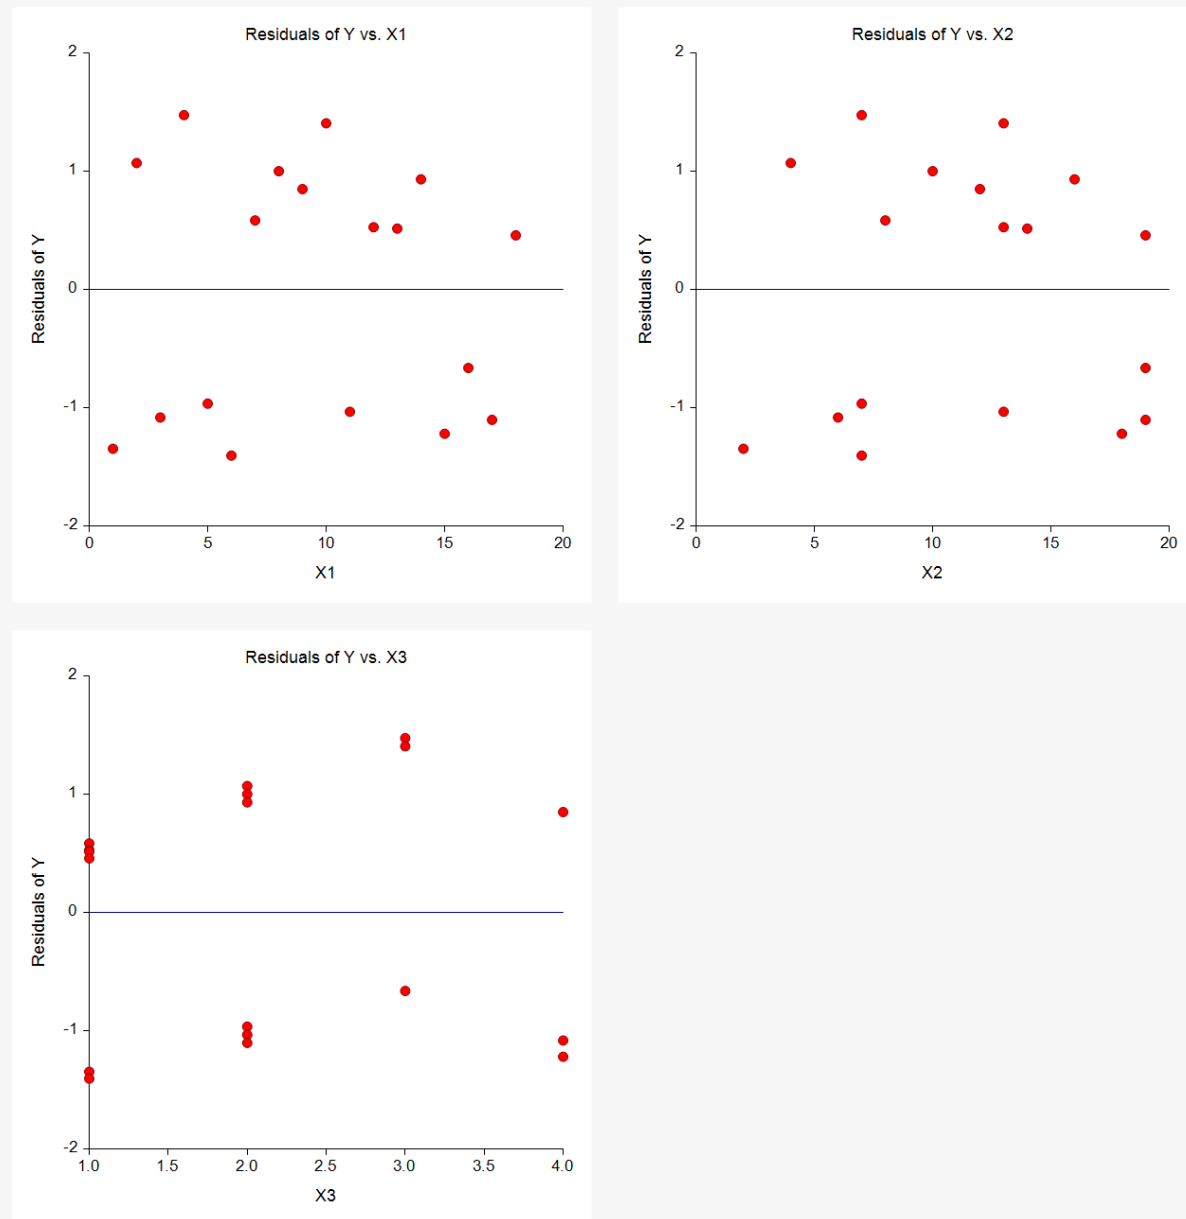 Residuals of Y vs. X1
2
1
0
-1
-2
Residuals of Y
0 5 10 15 20
X1
Residuals of Y vs. X2
2
1
0
-1
-2
Residuals of Y
0 5 10 15 20
X2
Residuals of Y vs. X3
2
1
0
-1
-2
Residuals of Y
1.0 1.5 2.0 2.5 3.0 3.5 4.0
X3